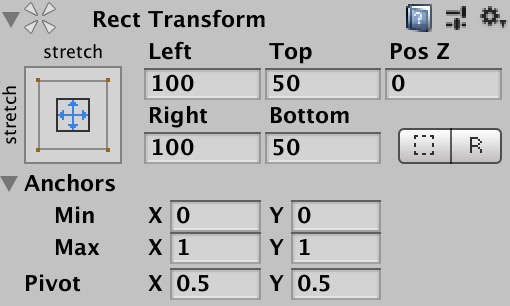 Rect Transform
stretch Left Top Pos Z
stretch
100 50 0
Right Bottom
100 50
R
Anchors
Min X 0 Y 0
Max X 1 Y 1
Pivot X 0.5 Y 0.5